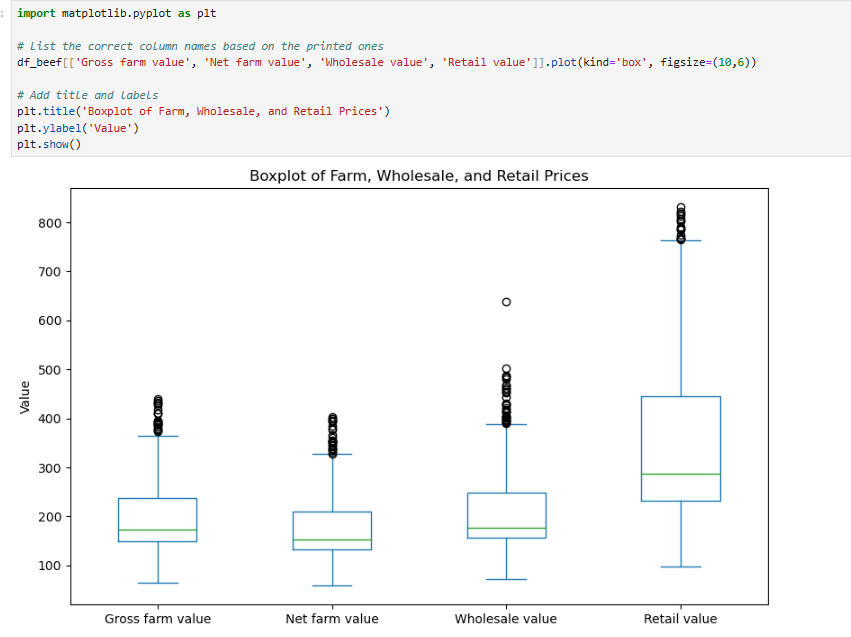 :
import matplotlib.pyplot as plt
# List the correct column names based on the printed ones
df_beef[['Gross farm value', 'Net farm value', 'Wholesale value', 'Retail value']].plot(kind='box', figsize=(10,6))
# Add title and labels
plt.title('Boxplot of Farm, Wholesale, and Retail Prices')
plt.ylabel('Value')
plt.show()
Boxplot of Farm, Wholesale, and Retail Prices
800
700
600
500
400
300
200
100
Value
Gross farm value
Net farm value
Wholesale value
Retail value